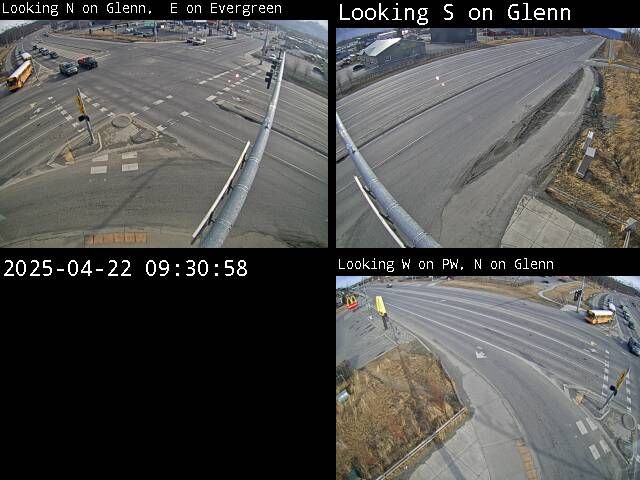 Looking N on Glenn,  E on Evergreen
Looking S on Glenn
2025-04-22 09:30:58
Looking W on PW, N on Glenn